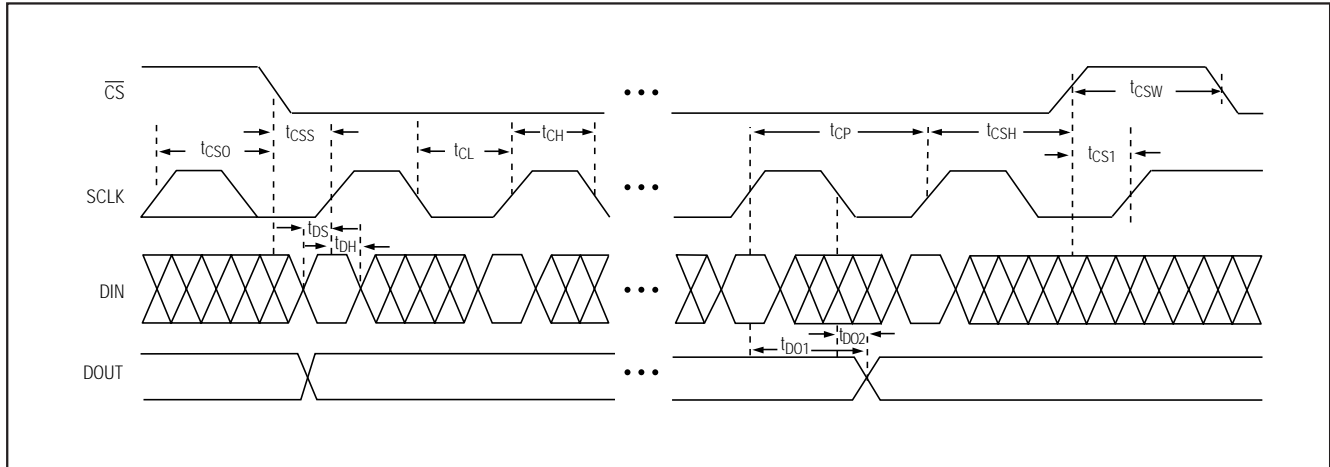 CS
tCSW
tCSS
tCP
tCSH
tCH
tCSO
tCL
tCS1
SCLK
tDS
tDH
DIN
tDO1
tDO2
DOUT